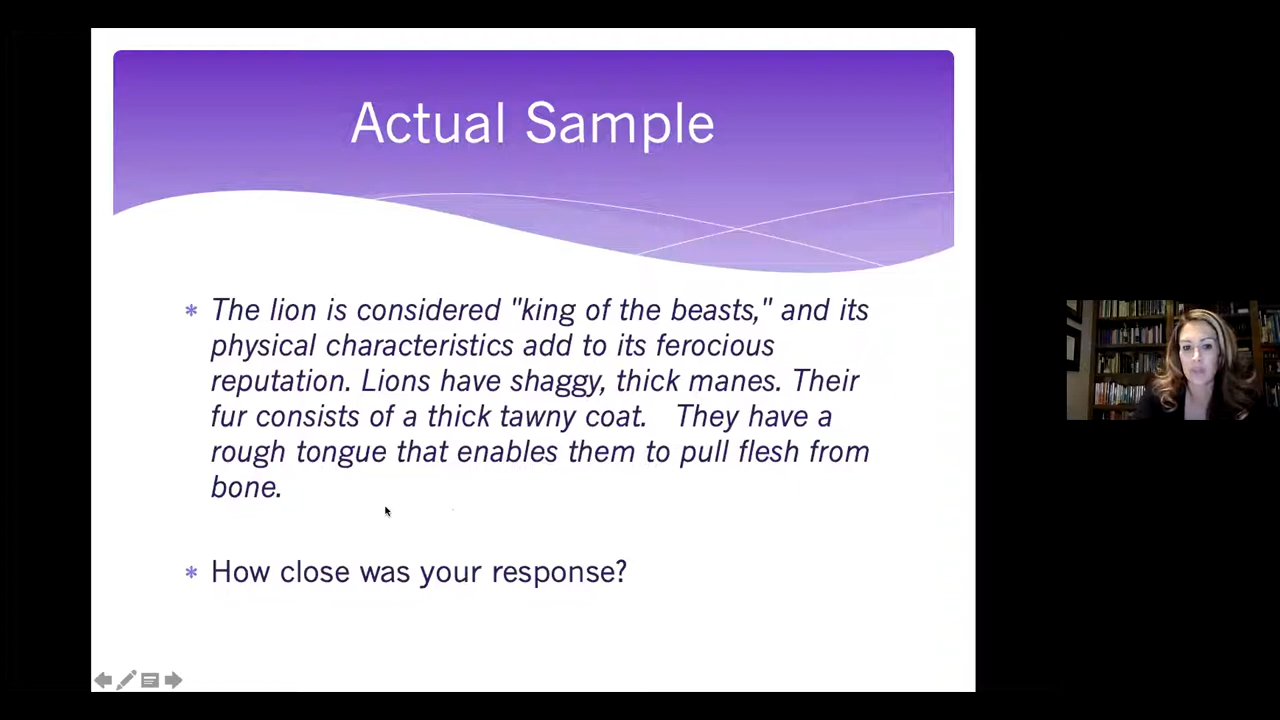 Actual Sample
* The lion is considered "king of the beasts," and its
physical characteristics add to its ferocious
reputation. Lions have shaggy, thick manes. Their
fur consists of a thick tawny coat.   They have a
rough tongue that enables them to pull flesh from
bone.
* How close was your response?